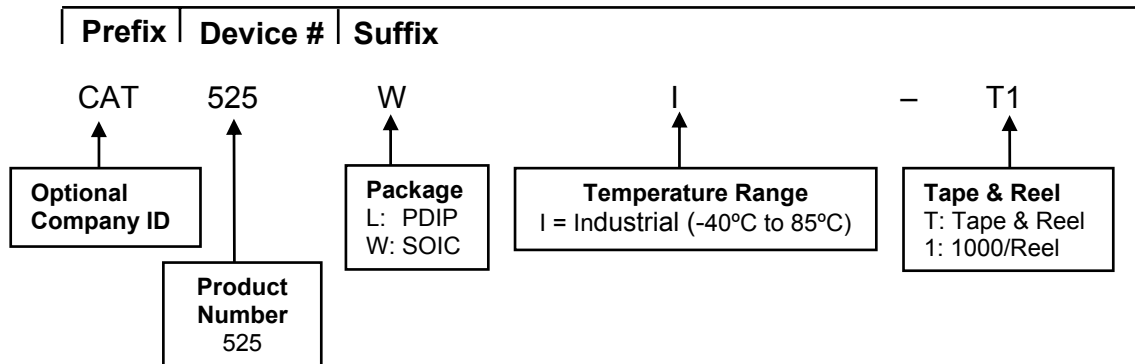 Prefix Device # Suffix
CAT 525 W I – T1
Optional
Company ID
Product
Number
525
Package
L: PDIP
W: SOIC
Temperature Range
I = Industrial (-40ºC to 85ºC)
Tape & Reel
T: Tape & Reel
1: 1000/Reel